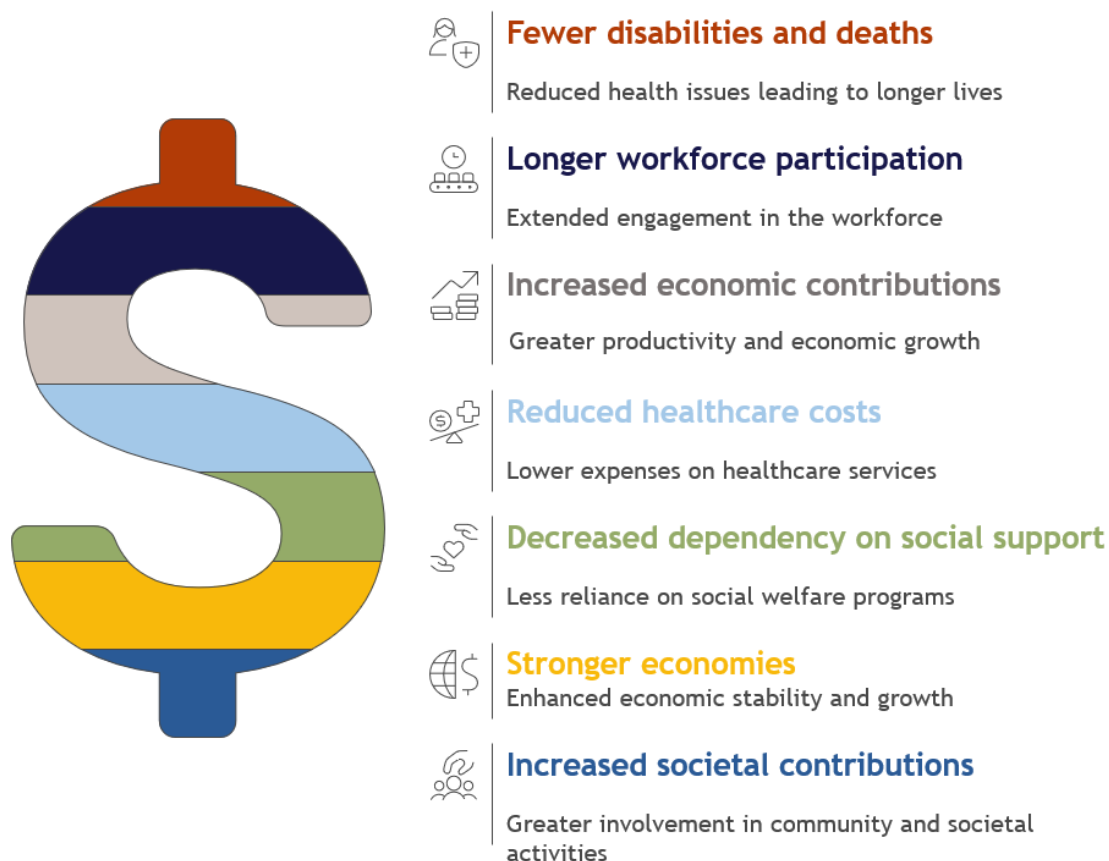 Fewer disabilities and deaths
Reduced health issues leading to longer lives
Longer workforce participation
Extended engagement in the workforce
Increased economic contributions
Greater productivity and economic growth
Reduced healthcare costs
Lower expenses on healthcare services
Decreased dependency on social support
Less reliance on social welfare programs
Stronger economies
Enhanced economic stability and growth
Increased societal contributions
Greater involvement in community and societal
activities